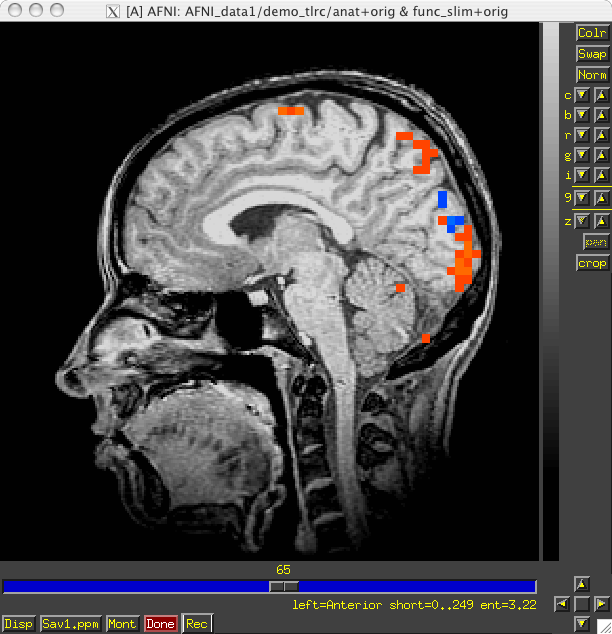 [A] AFNI: AFNI_data1/demo_tlrc/anat+orig & func_slim+orig
Colr
Swap
Norm
c
b
r
g
i
9
z
pan
crop
65
left=Anterior short=0..249 ent=3.22
Disp Sav1.ppm Mont Done Rec